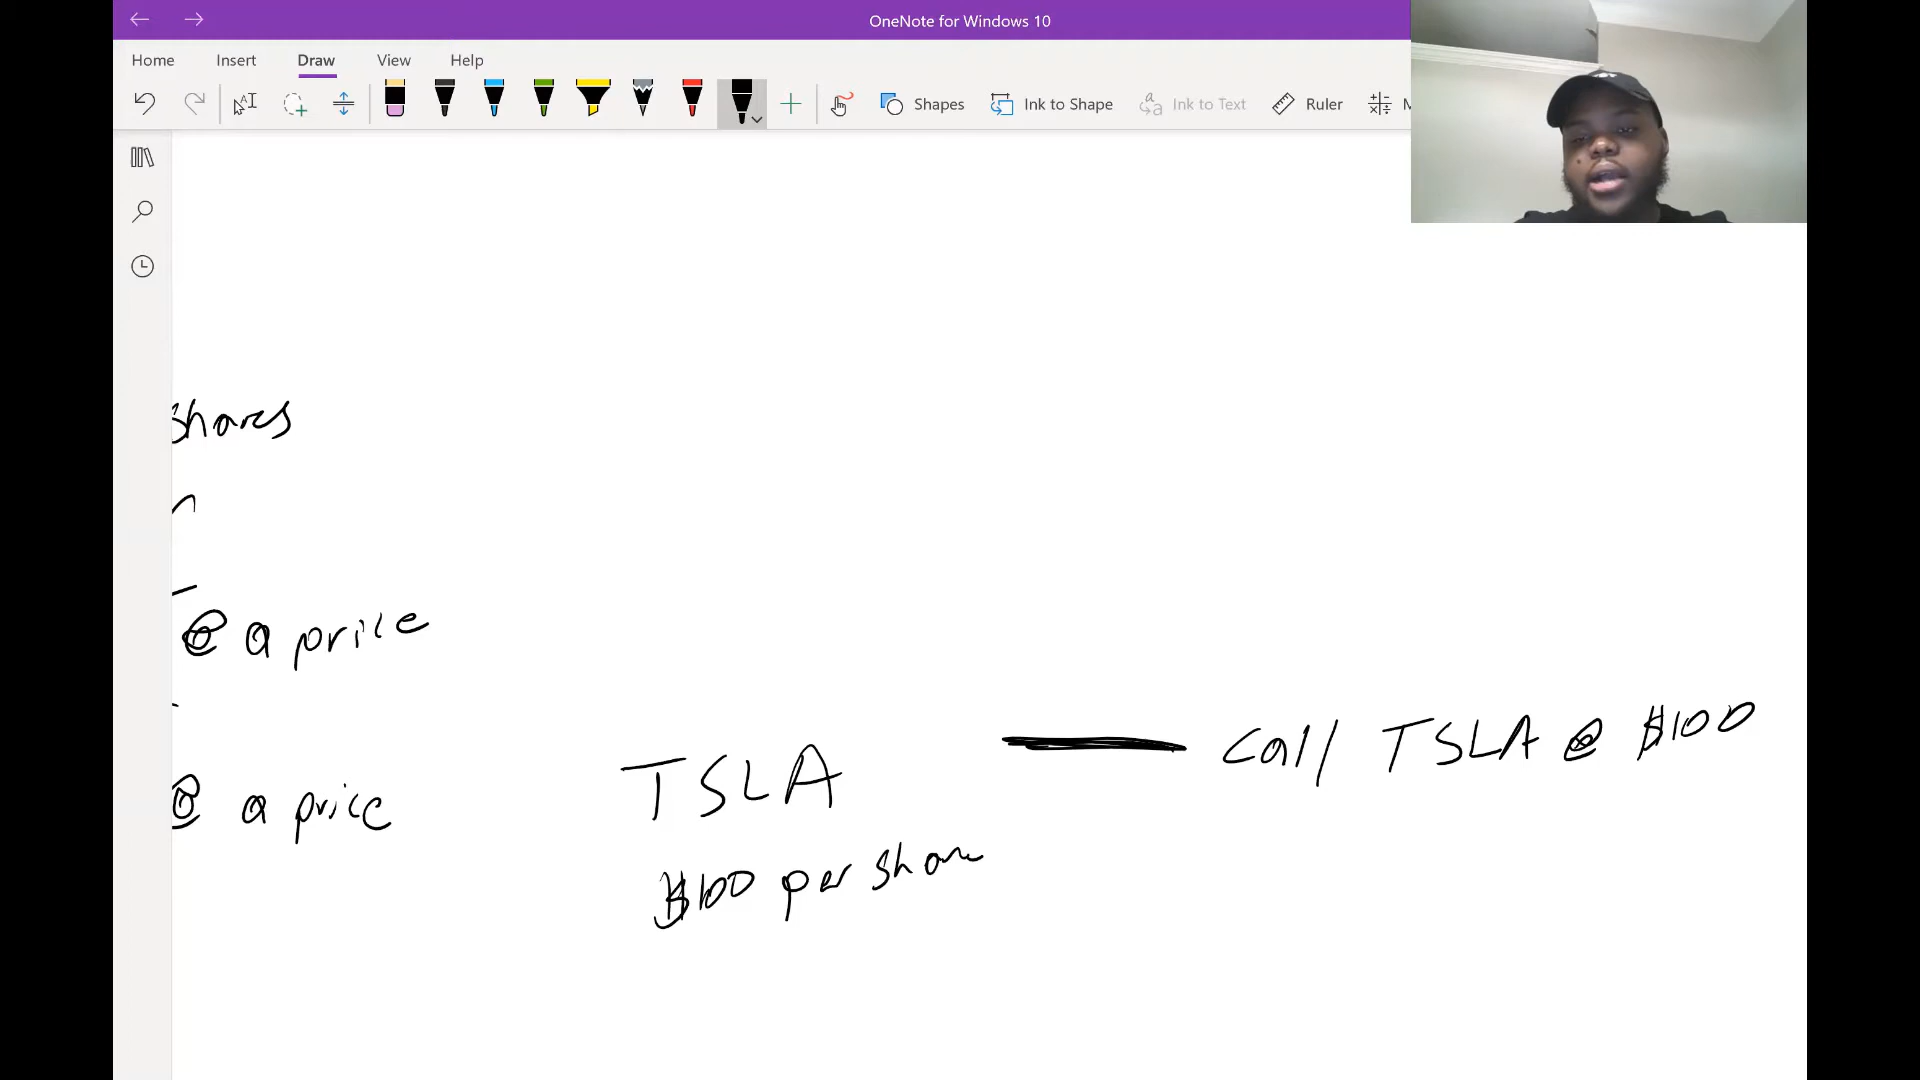 OneNote for Windows 10
Home Insert Draw View Help
Shapes Ink to Shape Ink to Text Ruler
shares
@ a price
@ a price
TSLA
$100 per share
Call TSLA @ $100